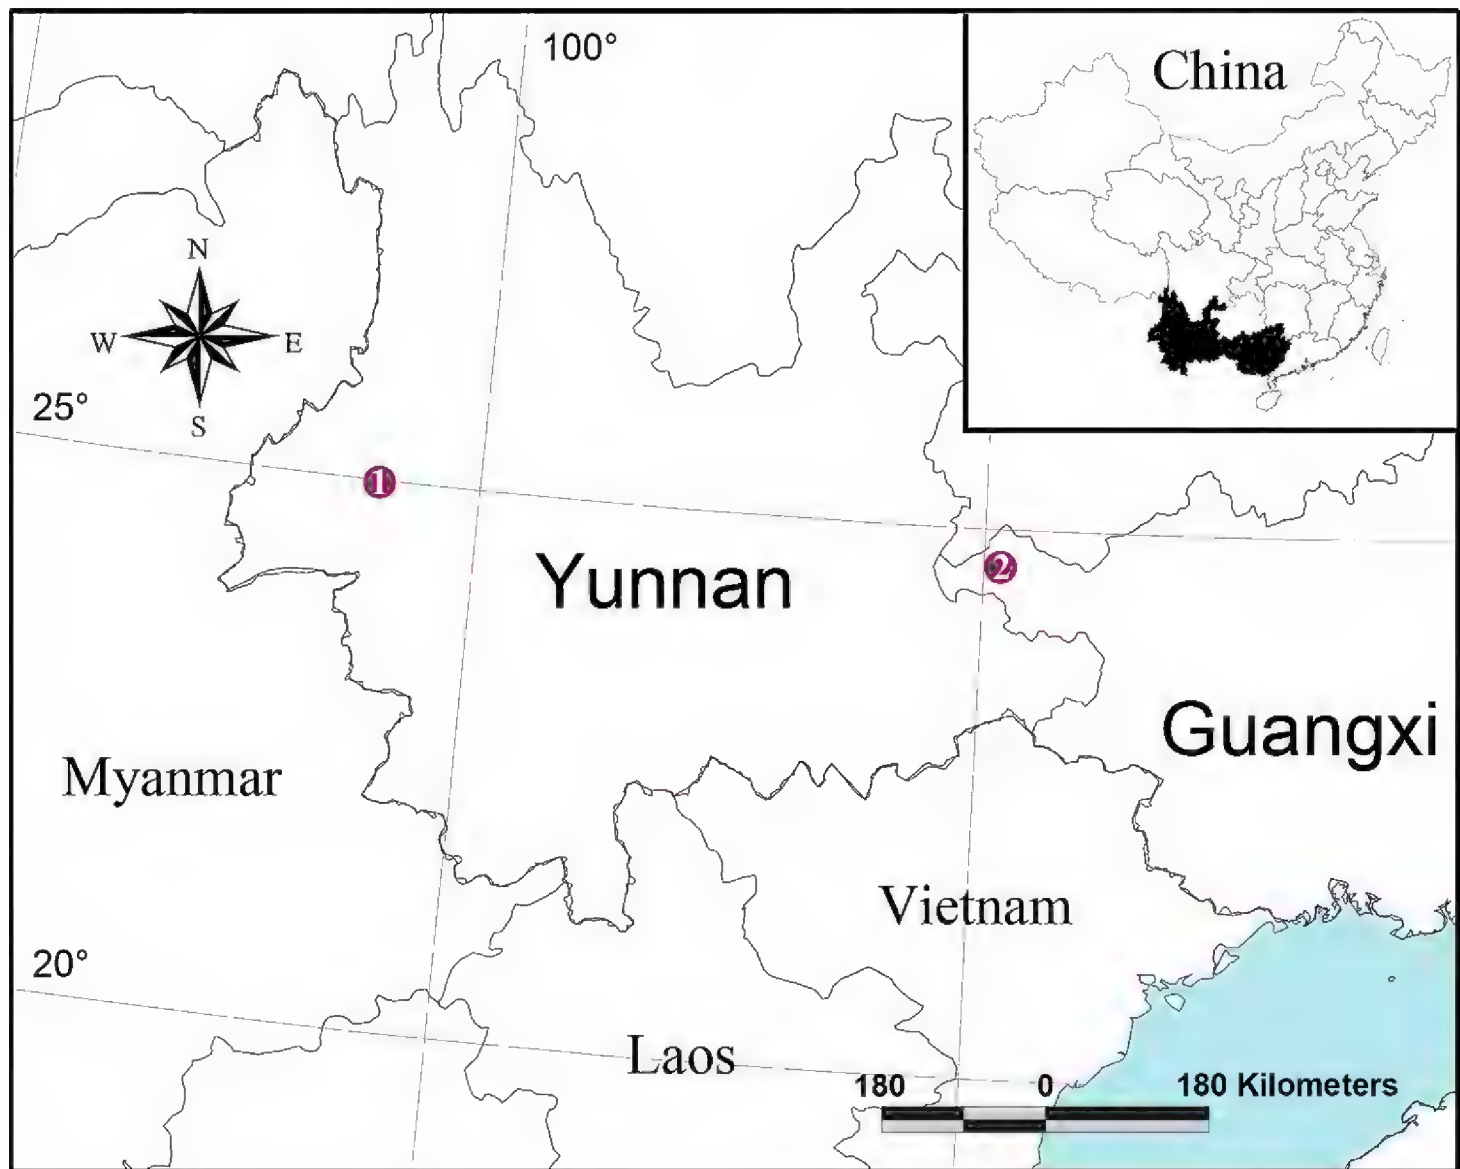 100°
China
N
W
E
S
25°
1
2
Yunnan
Guangxi
Myanmar
Vietnam
20°
Laos
180 0 180 Kilometers